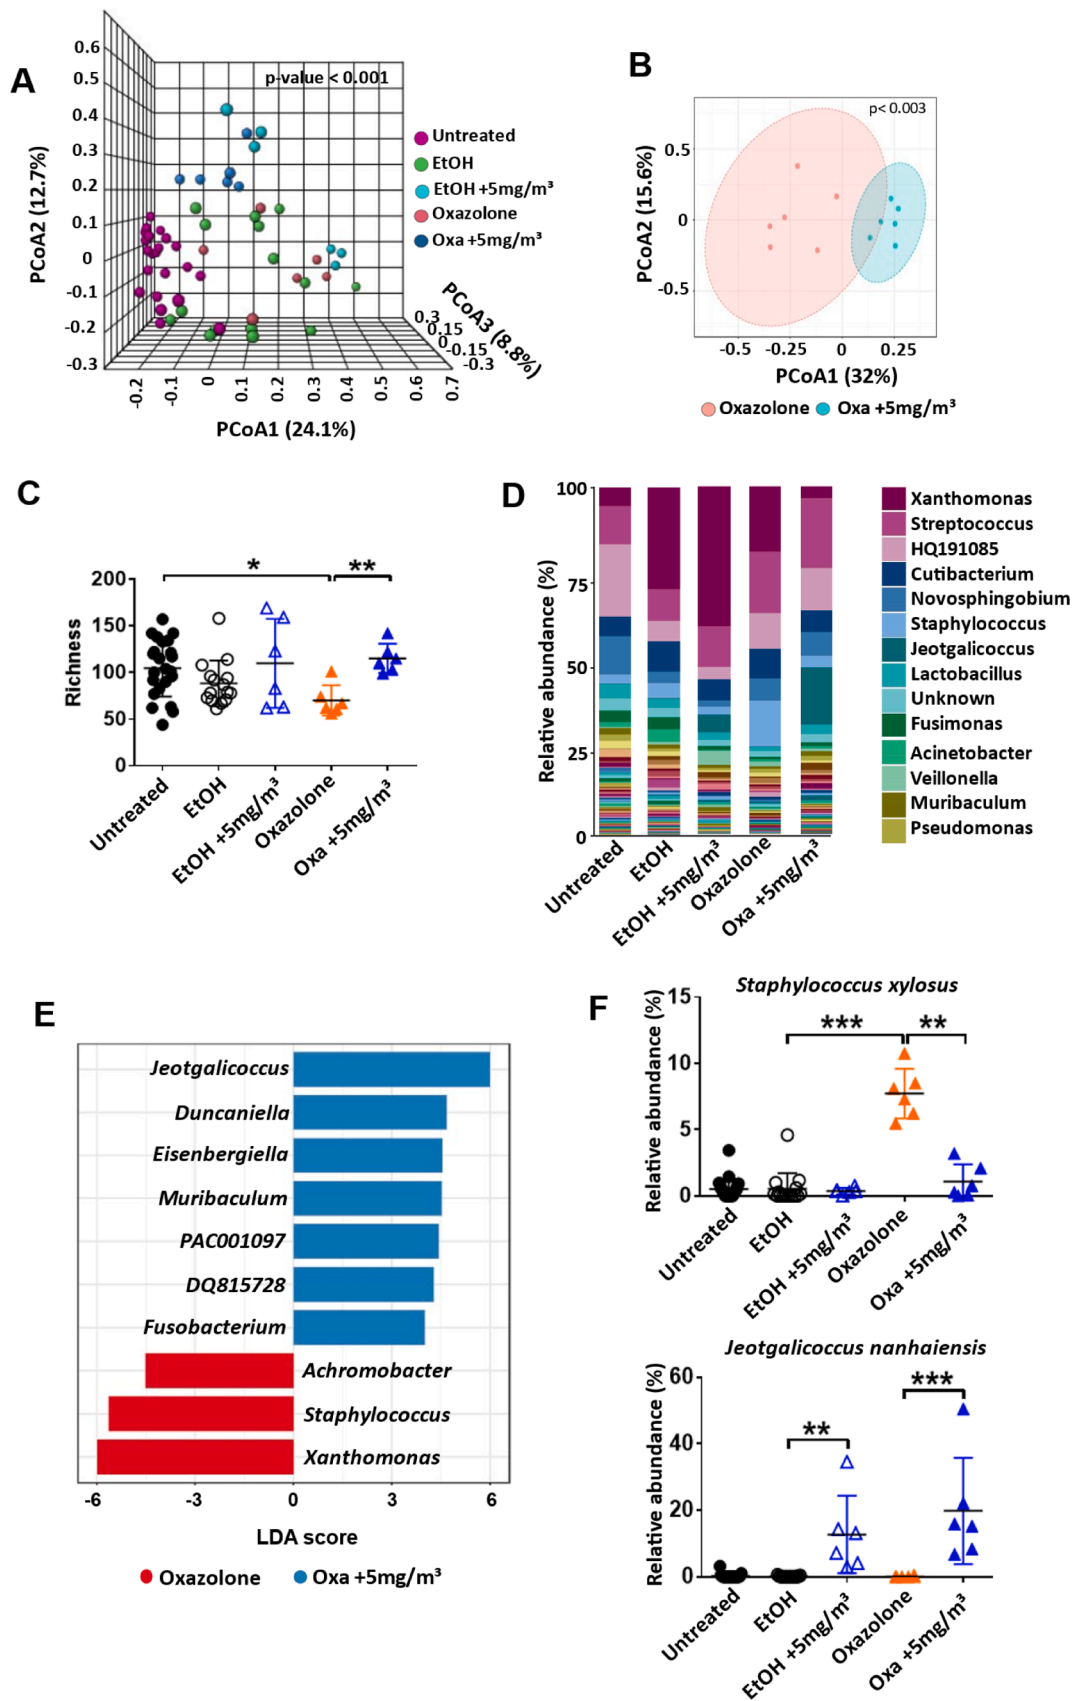 A
p-value < 0.001
0.6
0.5
0.4
0.3
0.2
0.1
0
-0.1
-0.2
-0.3
PCoA2 (12.7%)
-0.2
-0.1
0
0.1
0.2
0.3
0.4
0.5
0.6
0.7
PCoA1 (24.1%)
0.3
0.15
0
-0.15
-0.3
PCoA3 (8.8%)
Untreated
EtOH
EtOH +5mg/m³
Oxazolone
Oxa +5mg/m³
B
p< 0.003
0.5
0
-0.5
PCoA2 (15.6%)
-0.5
-0.25
0
0.25
PCoA1 (32%)
Oxazolone
Oxa +5mg/m³
C
*
**
200
150
100
50
0
Richness
Untreated
EtOH
EtOH +5mg/m³
Oxazolone
Oxa +5mg/m³
D
100
75
50
25
0
Relative abundance (%)
Untreated
EtOH
EtOH +5mg/m³
Oxazolone
Oxa +5mg/m³
Xanthomonas
Streptococcus
HQ191085
Cutibacterium
Novosphingobium
Staphylococcus
Jeotgalicoccus
Lactobacillus
Unknown
Fusimonas
Acinetobacter
Veillonella
Muribaculum
Pseudomonas
E
Jeotgalicoccus
Duncaniella
Eisenbergiella
Muribaculum
PAC001097
DQ815728
Fusobacterium
Achromobacter
Staphylococcus
Xanthomonas
-6
-3
0
3
6
LDA score
Oxazolone
Oxa +5mg/m³
F
Staphylococcus xylosus
***
**
15
10
5
0
Relative abundance (%)
Untreated
EtOH
EtOH +5mg/m³
Oxazolone
Oxa +5mg/m³
Jeotgalicoccus nanhaiensis
***
**
60
40
20
0
Relative abundance (%)
Untreated
EtOH
EtOH +5mg/m³
Oxazolone
Oxa +5mg/m³